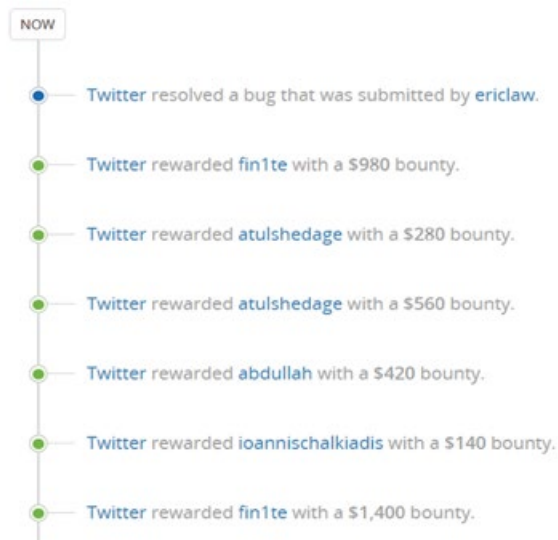 NOW
Twitter resolved a bug that was submitted by ericlaw.
Twitter rewarded fin1te with a $980 bounty.
Twitter rewarded atulshedage with a $280 bounty.
Twitter rewarded atulshedage with a $560 bounty.
Twitter rewarded abdullah with a $420 bounty.
Twitter rewarded ioannischalkiadis with a $140 bounty.
Twitter rewarded fin1te with a $1,400 bounty.